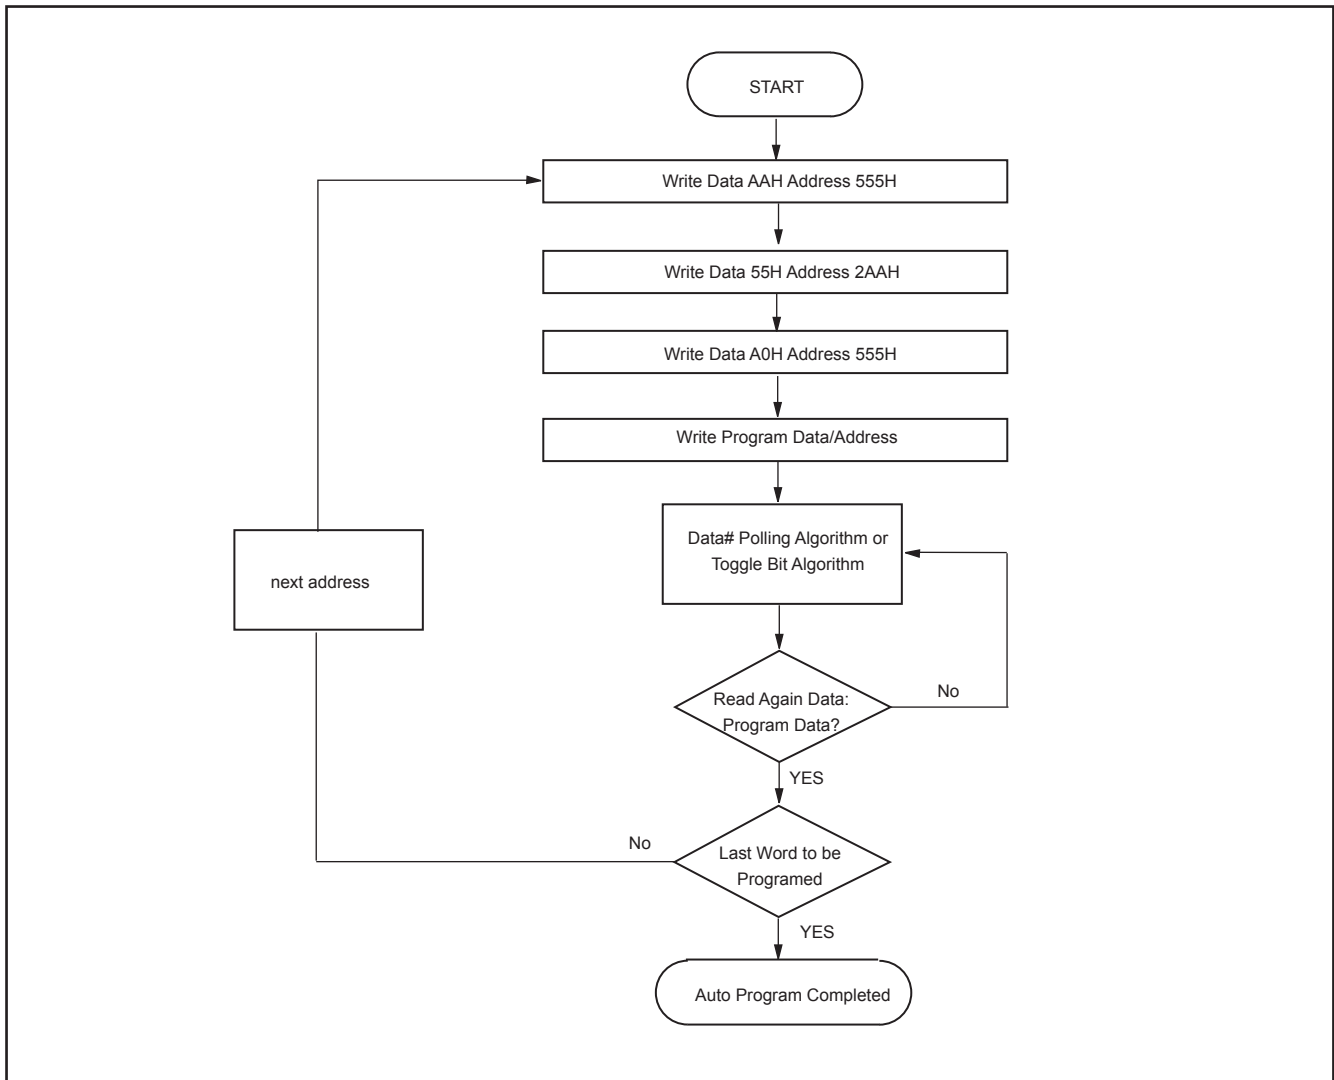 START
Write Data AAH Address 555H
Write Data 55H Address 2AAH
Write Data A0H Address 555H
Write Program Data/Address
Data# Polling Algorithm or
Toggle Bit Algorithm
next address
Read Again Data:
Program Data?
No
YES
No
Last Word to be
Programed
YES
Auto Program Completed